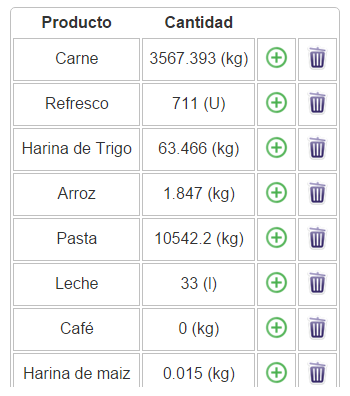 Producto Cantidad
Carne 3567.393 (kg)
Refresco 711 (U)
Harina de Trigo 63.466 (kg)
Arroz 1.847 (kg)
Pasta 10542.2 (kg)
Leche 33 (l)
Café 0 (kg)
Harina de maiz 0.015 (kg)